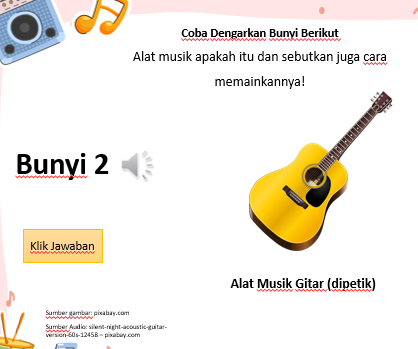 Coba Dengarkan Bunyi Berikut
Alat musik apakah itu dan sebutkan juga cara
memainkannya!
Bunyi 2
Klik Jawaban
Alat Musik Gitar (dipetik)
Sumber gambar: pixabay.com
Sumber Audio: silent-night-acoustic-guitar-
version-60s-12458 – pixabay.com